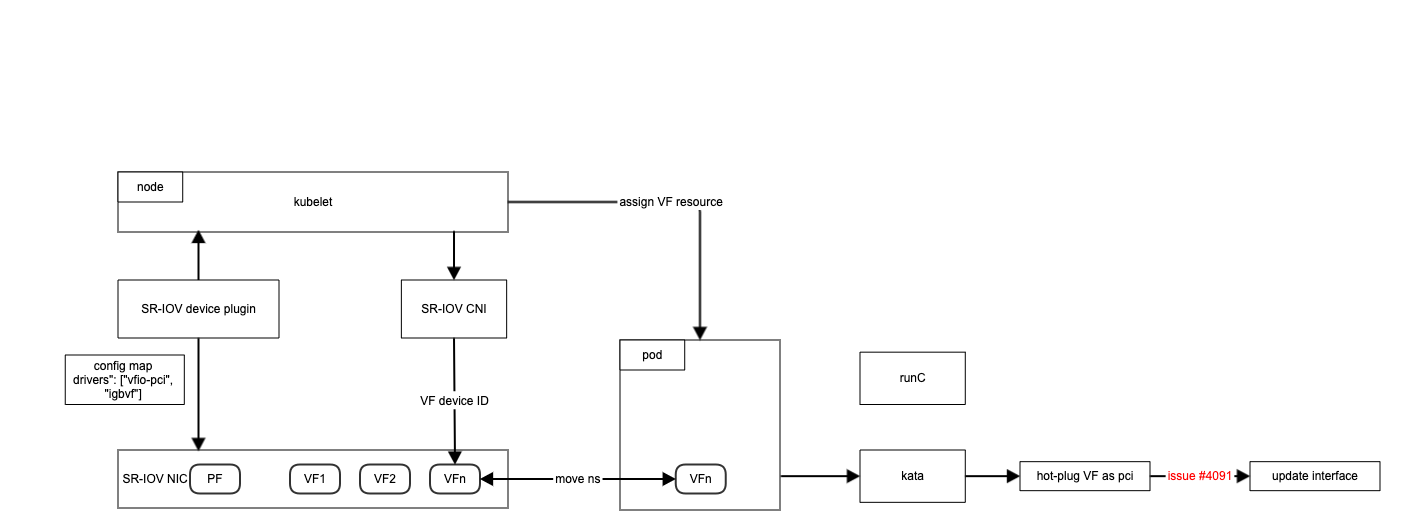 node
kubelet
assign VF resource
SR-IOV device plugin
SR-IOV CNI
config map
drivers": ["vfio-pci",
"igbvf"]
VF device ID
pod
runC
SR-IOV NIC
PF
VF1
VF2
VFn
move ns
VFn
kata
hot-plug VF as pci
issue #4091
update interface